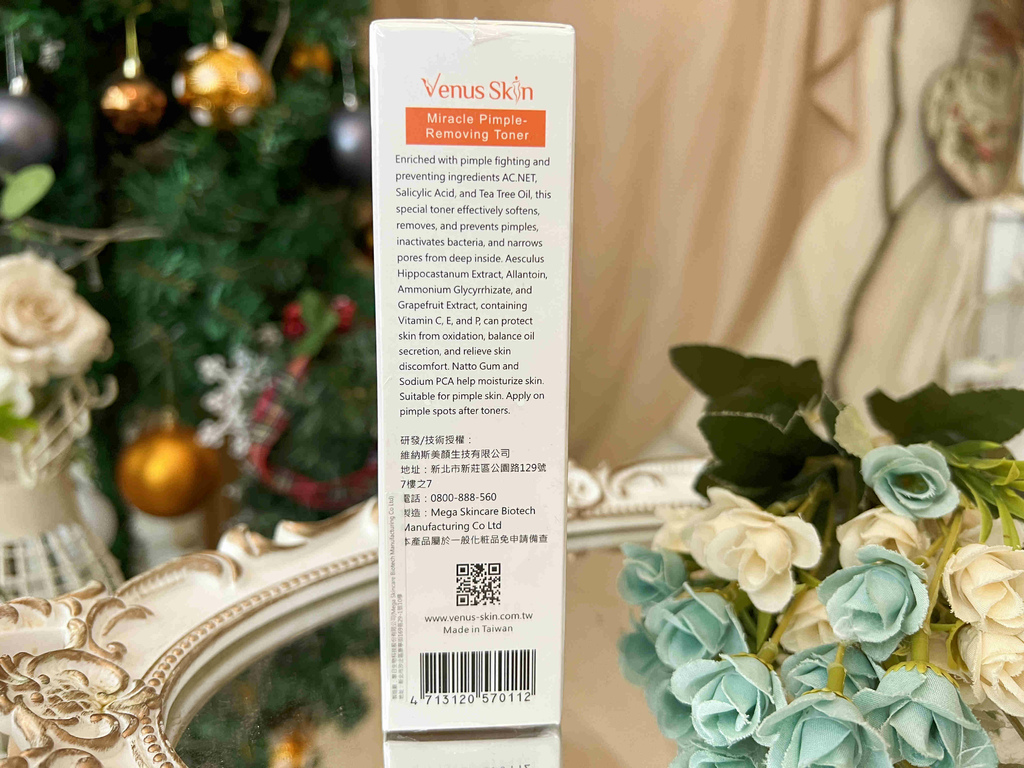 Venus Skin
Miracle Pimple-
Removing Toner
Enriched with pimple fighting and
preventing ingredients AC.NET,
Salicylic Acid, and Tea Tree Oil, this
special toner effectively softens,
removes, and prevents pimples,
inactivates bacteria, and narrows
pores from deep inside. Aesculus
Hippocastanum Extract, Allantoin,
Ammonium Glycyrrhizate, and
Grapefruit Extract, containing
Vitamin C, E, and P, can protect
skin from oxidation, balance oil
secretion, and relieve skin
discomfort. Natto Gum and
Sodium PCA help moisturize skin.
Suitable for pimple skin. Apply on
pimple spots after toners.
研發/技術授權：
維納斯美顏生技有限公司
地址：新北市新莊區公園路129號
7樓之7
電話：0800-888-560
製造：Mega Skincare Biotech
Manufacturing Co Ltd
本產品屬於一般化粧品免申請備查
www.venus-skin.com.tw
Made in Taiwan
4 713120 570112
Mega Skincare Biotech Manufacturing Co Ltd